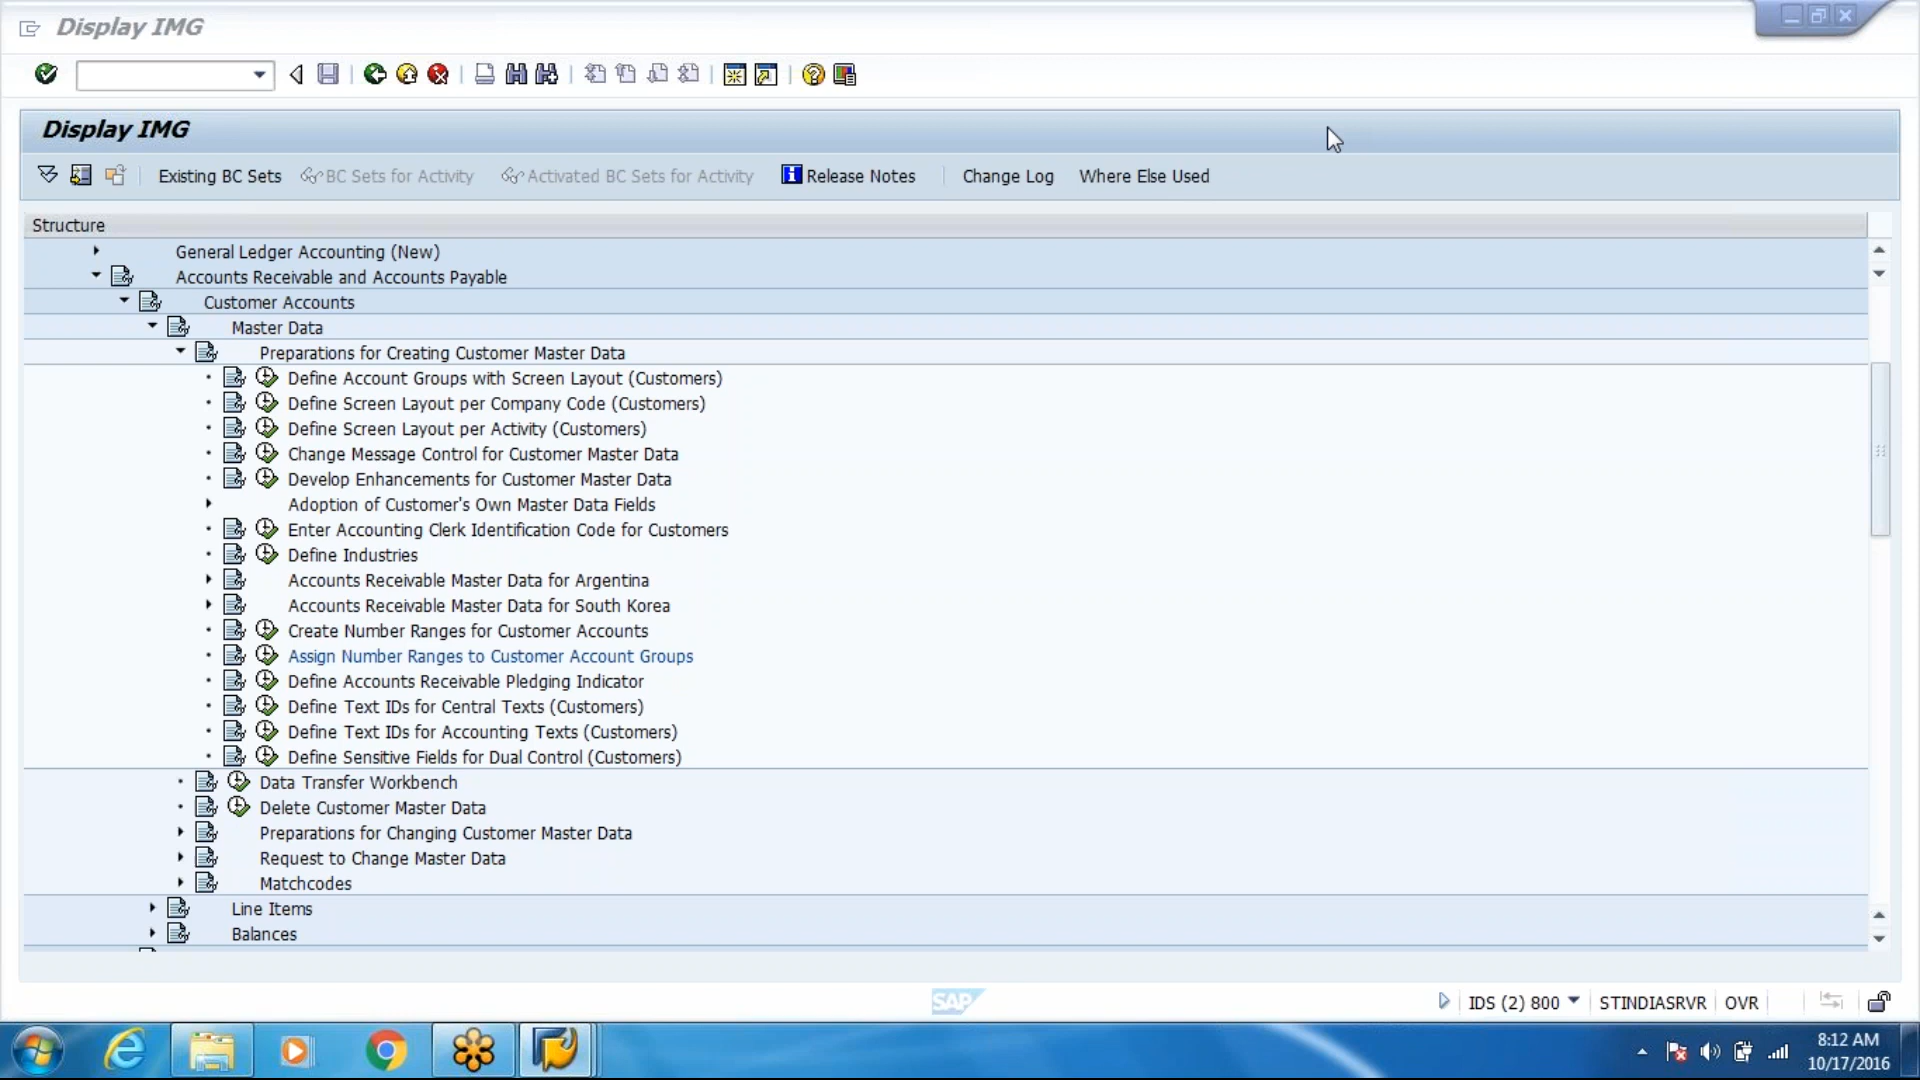 Display IMG
Display IMG
Existing BC Sets BC Sets for Activity Activated BC Sets for Activity Release Notes Change Log Where Else Used
Structure
General Ledger Accounting (New)
Accounts Receivable and Accounts Payable
Customer Accounts
Master Data
Preparations for Creating Customer Master Data
Define Account Groups with Screen Layout (Customers)
Define Screen Layout per Company Code (Customers)
Define Screen Layout per Activity (Customers)
Change Message Control for Customer Master Data
Develop Enhancements for Customer Master Data
Adoption of Customer's Own Master Data Fields
Enter Accounting Clerk Identification Code for Customers
Define Industries
Accounts Receivable Master Data for Argentina
Accounts Receivable Master Data for South Korea
Create Number Ranges for Customer Accounts
Assign Number Ranges to Customer Account Groups
Define Accounts Receivable Pledging Indicator
Define Text IDs for Central Texts (Customers)
Define Text IDs for Accounting Texts (Customers)
Define Sensitive Fields for Dual Control (Customers)
Data Transfer Workbench
Delete Customer Master Data
Preparations for Changing Customer Master Data
Request to Change Master Data
Matchcodes
Line Items
Balances
SAP
IDS (2) 800 STINDIASRVR OVR
8:12 AM
10/17/2016